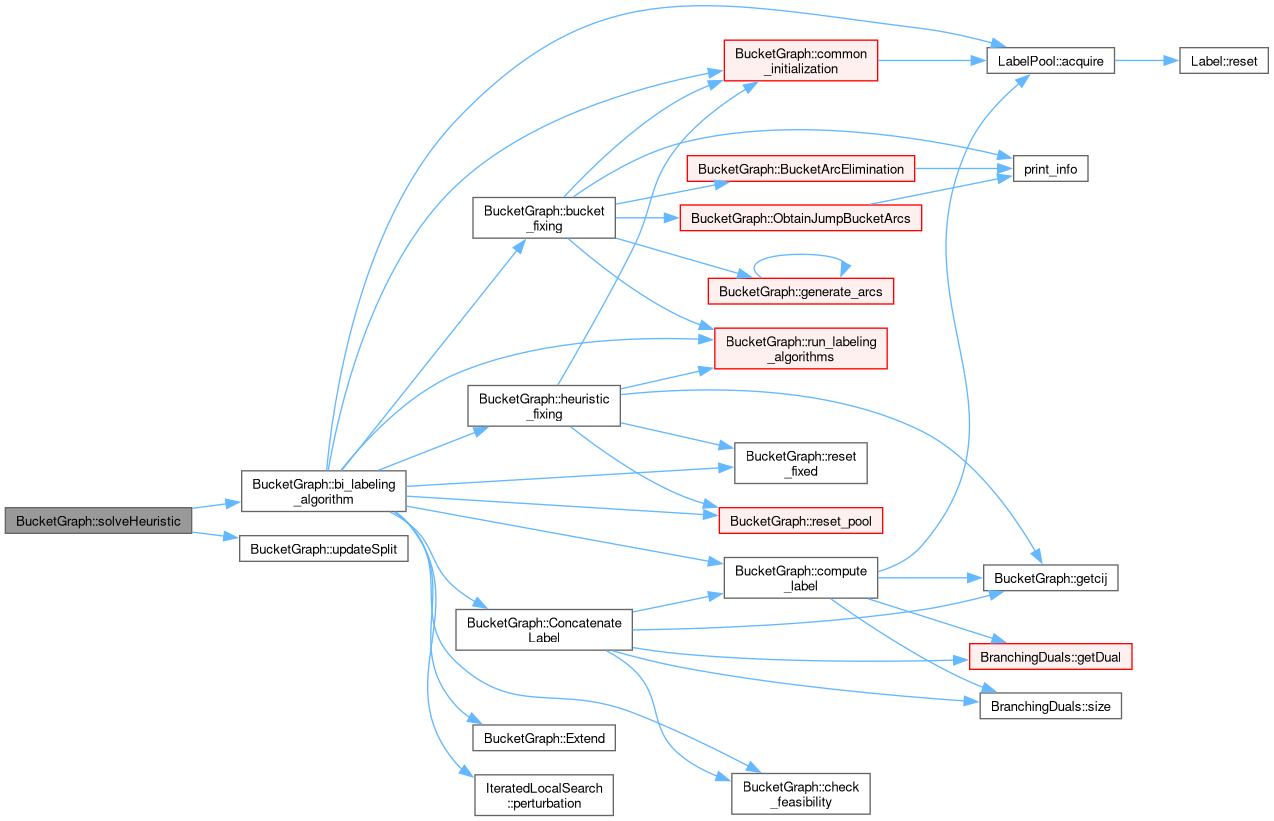 BucketGraph::solveHeuristic
BucketGraph::bi_labeling
_algorithm
BucketGraph::updateSplit
BucketGraph::bucket
_fixing
BucketGraph::heuristic
_fixing
BucketGraph::Concatenate
Label
BucketGraph::Extend
IteratedLocalSearch
::perturbation
BucketGraph::common
_initialization
BucketGraph::BucketArcElimination
BucketGraph::ObtainJumpBucketArcs
BucketGraph::generate_arcs
BucketGraph::run_labeling
_algorithms
BucketGraph::reset
_fixed
BucketGraph::reset_pool
BucketGraph::compute
_label
BucketGraph::check
_feasibility
LabelPool::acquire
print_info
BucketGraph::getcij
BranchingDuals::getDual
BranchingDuals::size
Label::reset